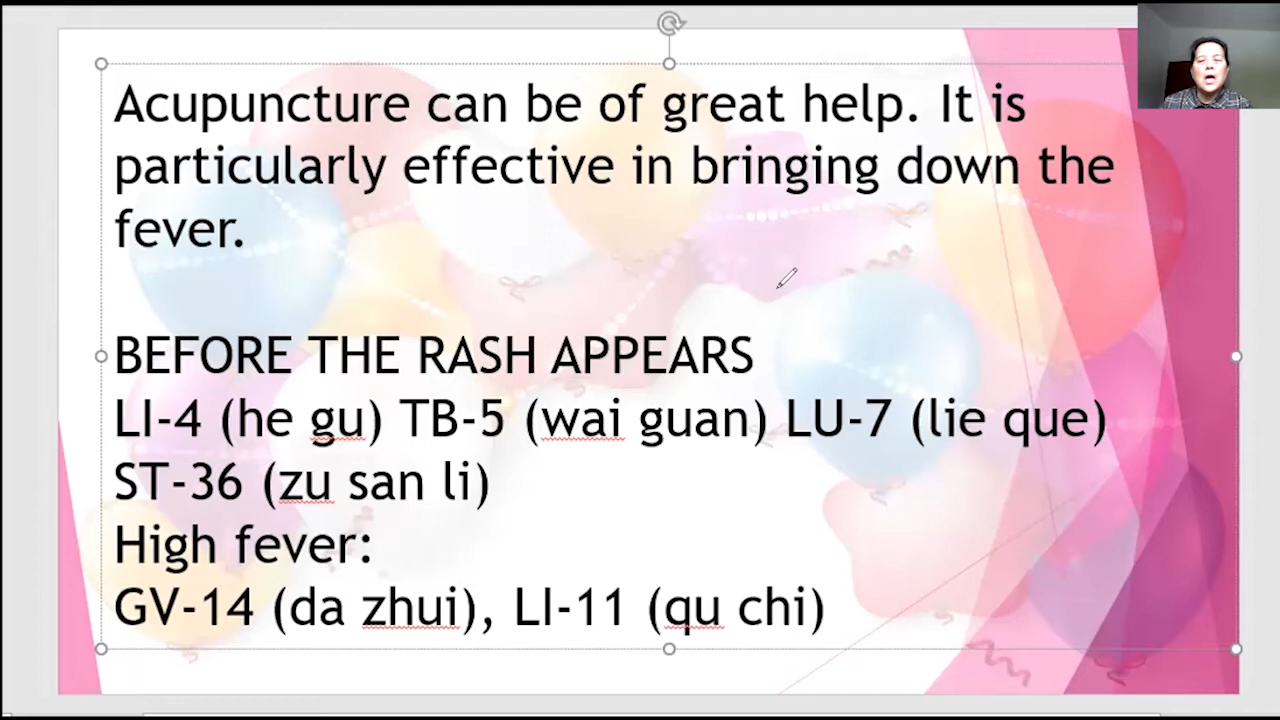 Acupuncture can be of great help. It is
particularly effective in bringing down the
fever.
BEFORE THE RASH APPEARS
LI-4 (he gu) TB-5 (wai guan) LU-7 (lie que)
ST-36 (zu san li)
High fever:
GV-14 (da zhui), LI-11 (qu chi)